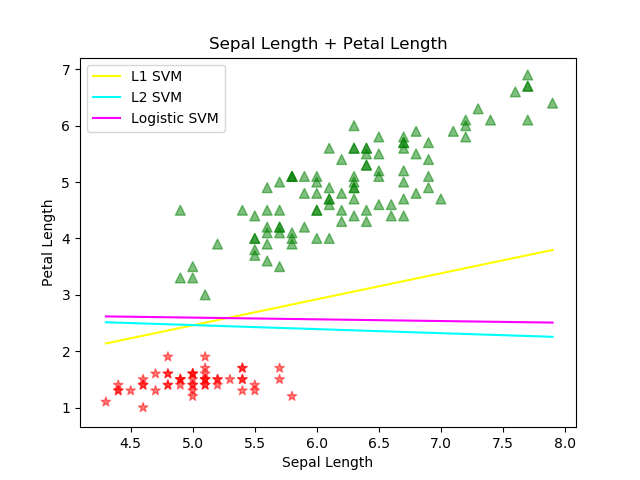 Sepal Length + Petal Length
L1 SVM
L2 SVM
Logistic SVM
Petal Length
7
6
5
4
3
2
1
4.5 5.0 5.5 6.0 6.5 7.0 7.5 8.0
Sepal Length